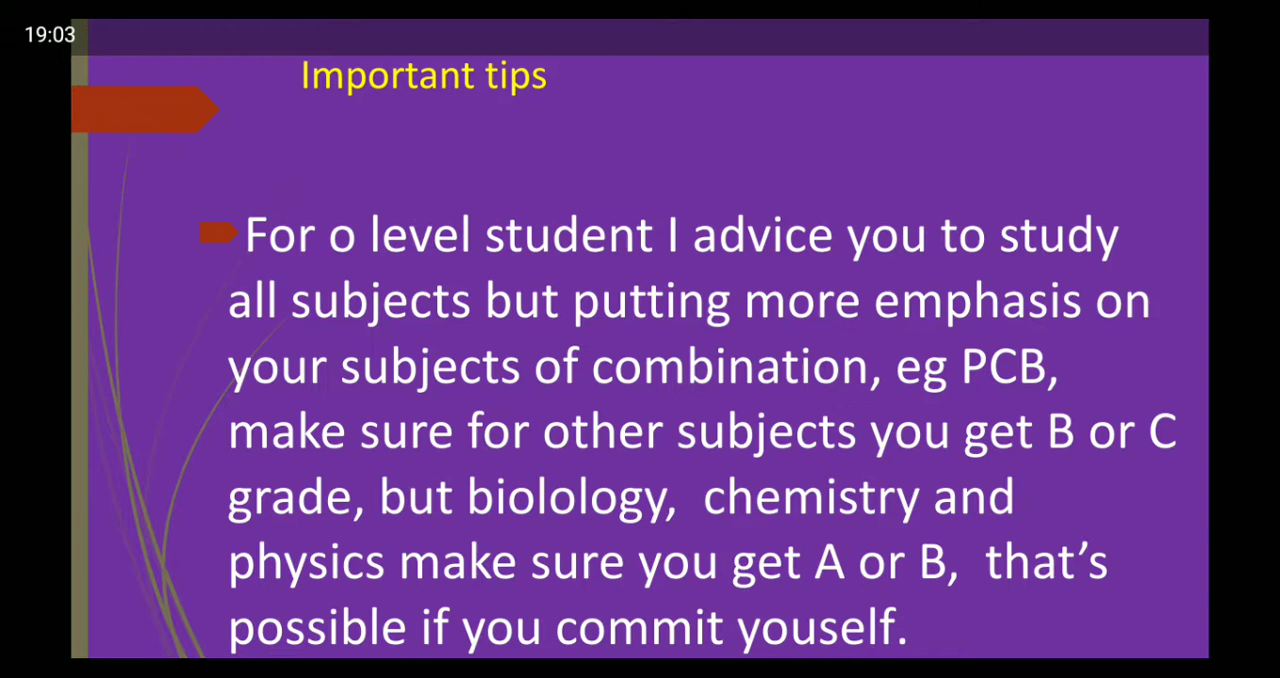 19:03
Important tips
For o level student I advice you to study
all subjects but putting more emphasis on
your subjects of combination, eg PCB,
make sure for other subjects you get B or C
grade, but biolology,  chemistry and
physics make sure you get A or B,  that’s
possible if you commit youself.